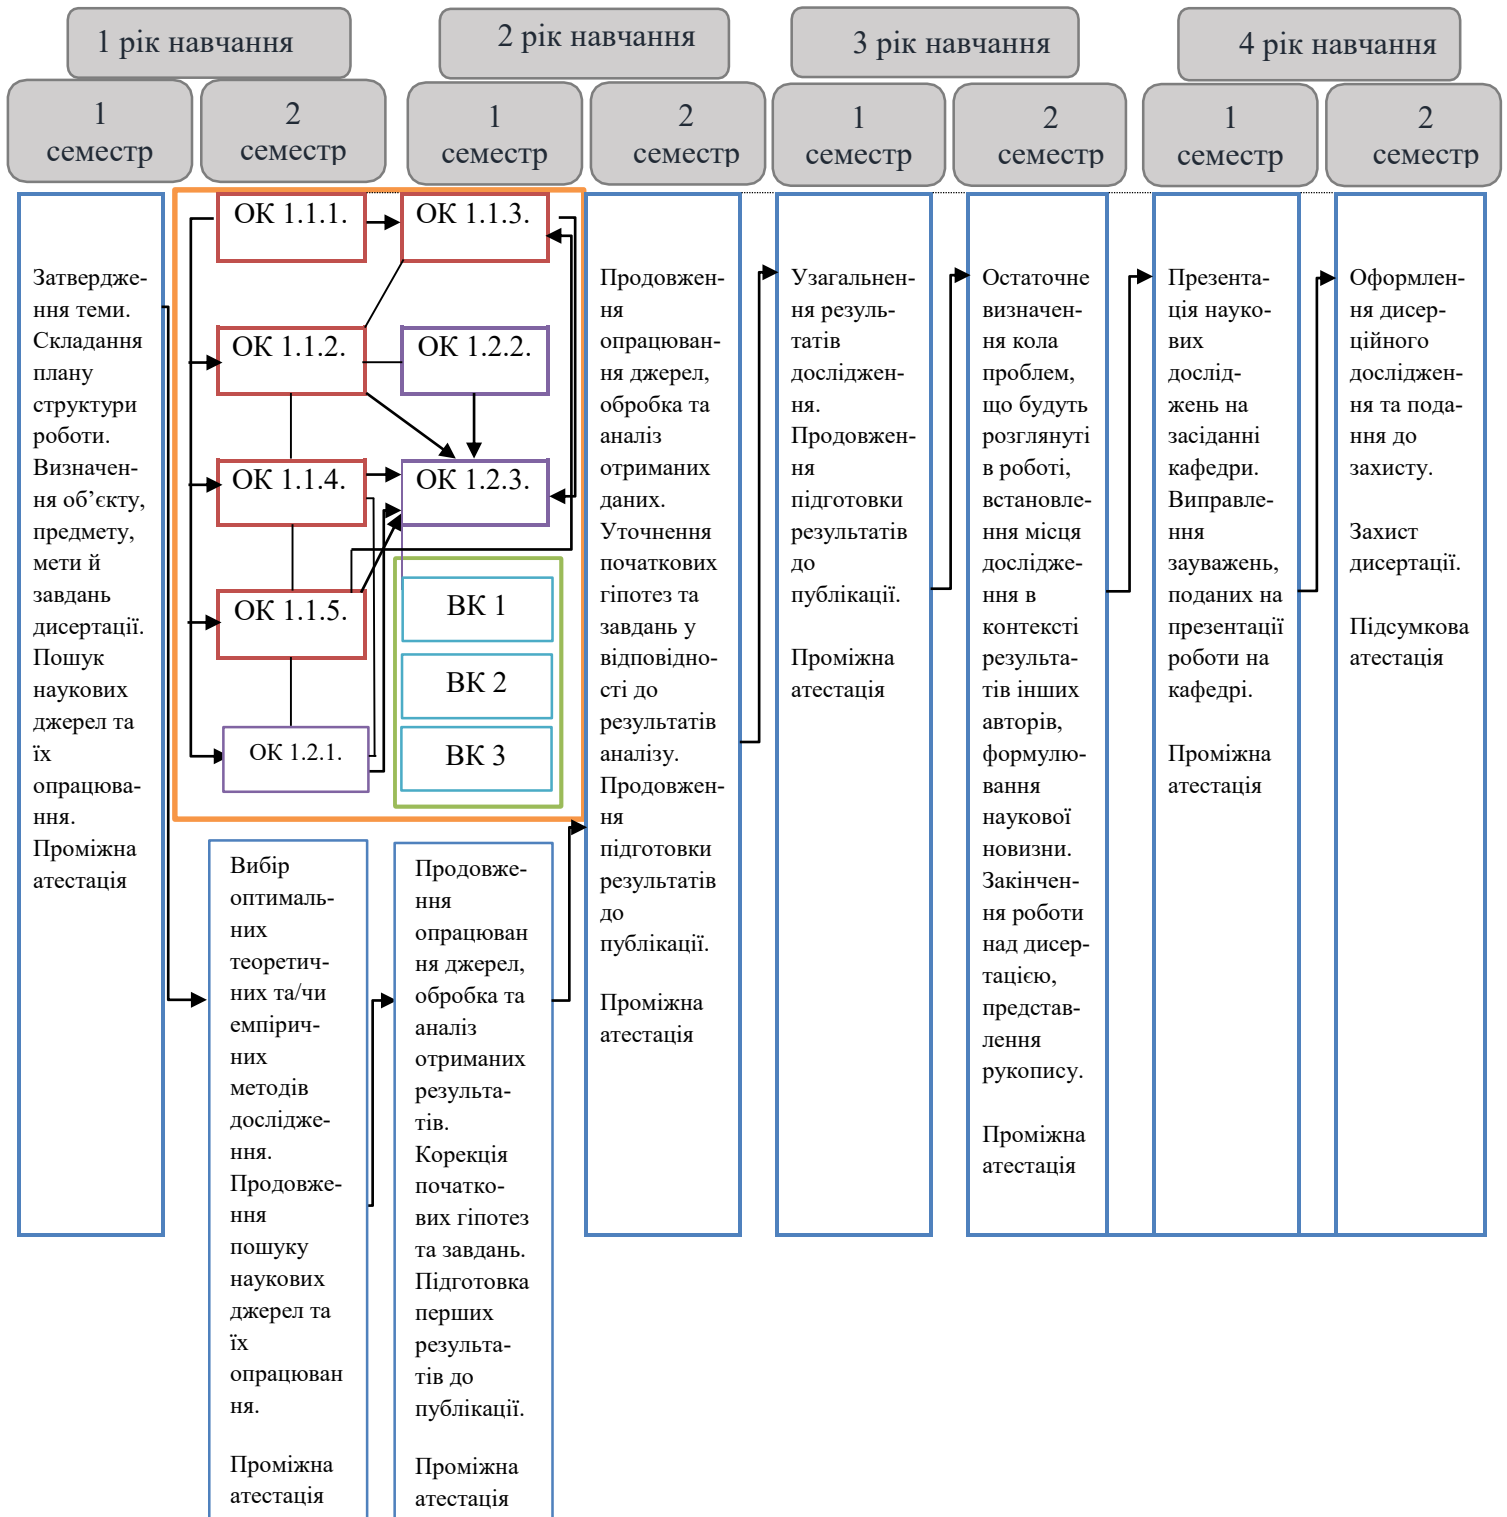 1 рік навчання
2 рік навчання
3 рік навчання
4 рік навчання
1
семестр
2
семестр
1
семестр
2
семестр
1
семестр
2
семестр
1
семестр
2
семестр
Затвердже-
ння теми.
Складання
плану
структури
роботи.
Визначен-
ня об’єкту,
предмету,
мети й
завдань
дисертації.
Пошук
наукових
джерел та
їх
опрацюва-
ння.
Проміжна
атестація
ОК 1.1.1.
ОК 1.1.3.
ОК 1.1.2.
ОК 1.2.2.
ОК 1.1.4.
ОК 1.2.3.
ОК 1.1.5.
ВК 1
ВК 2
ОК 1.2.1.
ВК 3
Вибір
оптималь-
них
теоретич-
них та/чи
емпірич-
них
методів
дослідже-
ння.
Продовже-
ння
пошуку
наукових
джерел та
їх
опрацюван
ня.
Проміжна
атестація
Продовже-
ння
опрацюван
ня джерел,
обробка та
аналіз
отриманих
результа-
тів.
Корекція
початко-
вих гіпотез
та завдань.
Підготовка
перших
результа-
тів до
публікації.
Проміжна
атестація
Продовжен-
ня
опрацюван-
ня джерел,
обробка та
аналіз
отриманих
даних.
Уточнення
початкових
гіпотез та
завдань у
відповідно-
сті до
результатів
аналізу.
Продовжен-
ня
підготовки
результатів
до
публікації.
Проміжна
атестація
Узагальнен-
ня резуль-
татів
досліджен-
ня.
Продовжен-
ня
підготовки
результатів
до
публікації.
Проміжна
атестація
Остаточне
визначен-
ня кола
проблем,
що будуть
розглянуті
в роботі,
встановле-
ння місця
дослідже-
ння в
контексті
результа-
тів інших
авторів,
формулю-
вання
наукової
новизни.
Закінчен-
ня роботи
над дисер-
тацією,
представ-
лення
рукопису.
Проміжна
атестація
Презента-
ція науко-
вих
дослід-
жень на
засіданні
кафедри.
Виправле-
ння
зауважень,
поданих на
презентації
роботи на
кафедрі.
Проміжна
атестація
Оформлен-
ня дисер-
ційного
досліджен-
ня та пода-
ння до
захисту.
Захист
дисертації.
Підсумкова
атестація